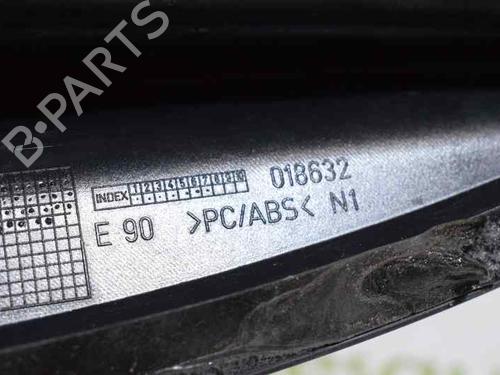 B-PARTS
INDEX 1 2 3 4 5 6 7 8 9 10
018632
E 90 >PC/ABS< N1